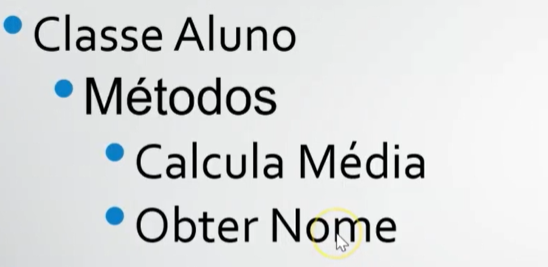 Classe Aluno
Métodos
Calcula Média
Obter Nome